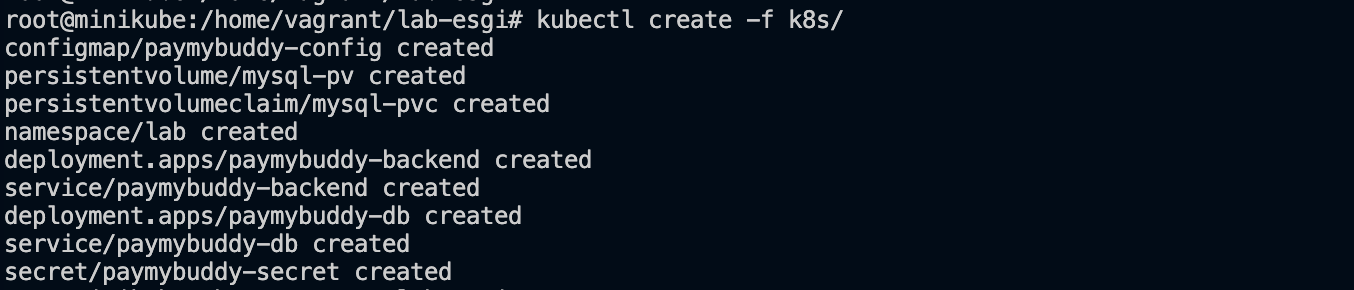 root@minikube:/home/vagrant/lab-esgi# kubectl create -f k8s/
configmap/paymybuddy-config created
persistentvolume/mysql-pv created
persistentvolumeclaim/mysql-pvc created
namespace/lab created
deployment.apps/paymybuddy-backend created
service/paymybuddy-backend created
deployment.apps/paymybuddy-db created
service/paymybuddy-db created
secret/paymybuddy-secret created